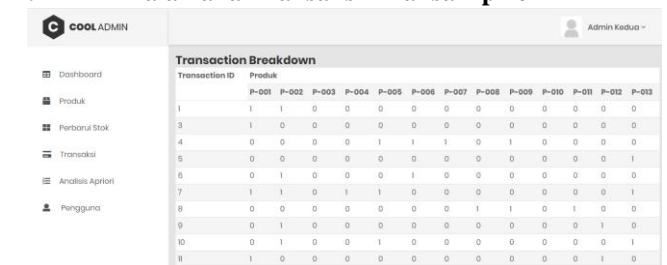 COOL ADMIN
Admin Kedua
Transaction Breakdown
Dashboard
Produk
Perbarui Stok
Transaksi
Analisis Apriori
Pengguna
Transaction ID Produk
P-001 P-002 P-003 P-004 P-005 P-006 P-007 P-008 P-009 P-010 P-011 P-012 P-013
1 1 1 0 0 0 0 0 0 0 0 0 0 0
3 1 0 0 0 0 0 0 0 0 0 0 0 0
4 0 0 0 0 1 1 1 0 1 0 0 0 0
5 0 0 0 0 0 0 0 0 0 0 0 0 1
6 0 1 0 0 0 1 0 0 0 0 0 0 0
7 1 1 0 1 1 0 0 0 0 0 0 0 1
8 0 0 0 0 0 0 0 1 1 0 1 0 0
9 0 1 0 0 0 0 0 0 0 0 0 1 0
10 0 1 0 0 1 0 0 0 0 0 0 0 1
11 1 0 0 0 0 0 0 0 0 0 0 1 0